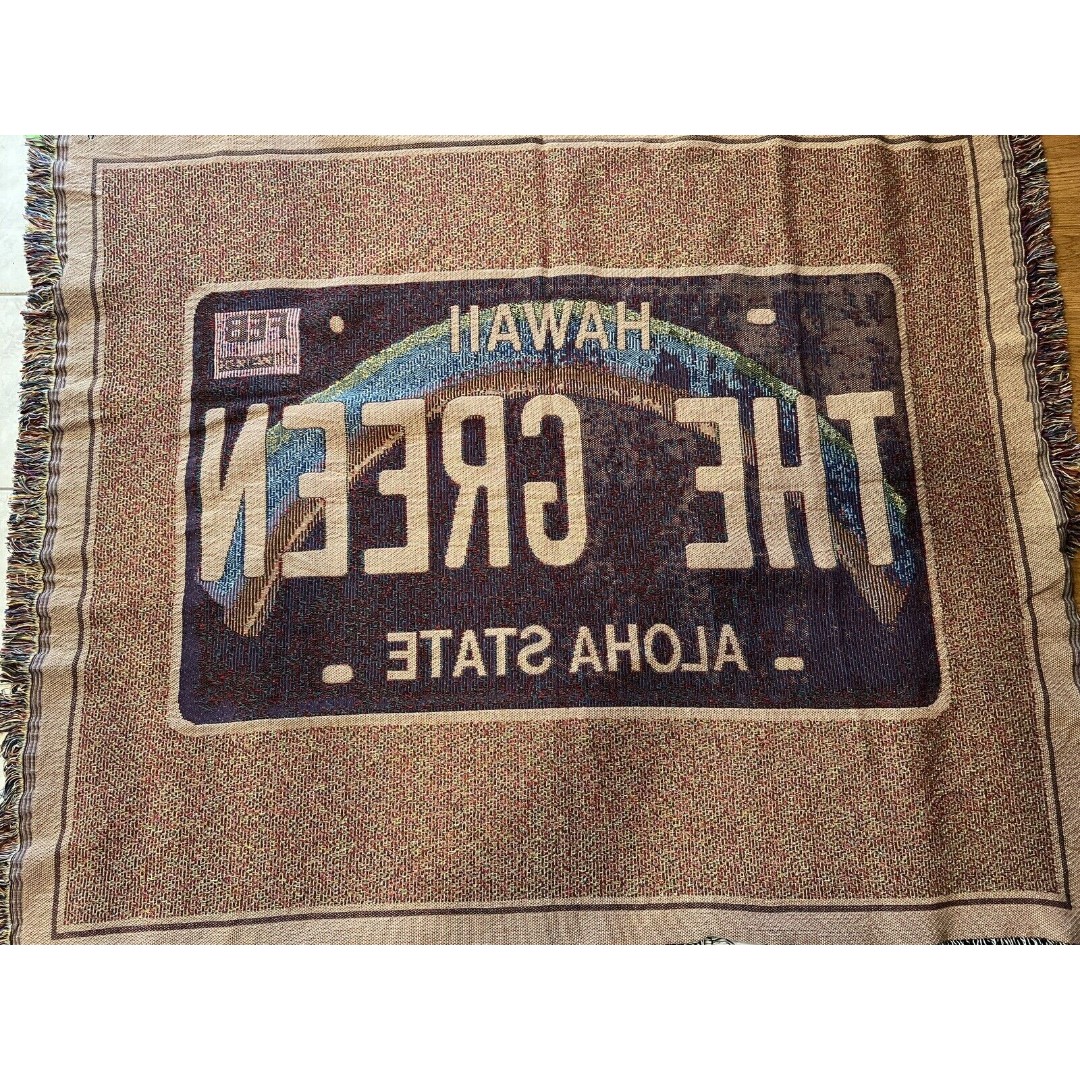 HAWAII
FEB
THE GREEN
ALOHA STATE